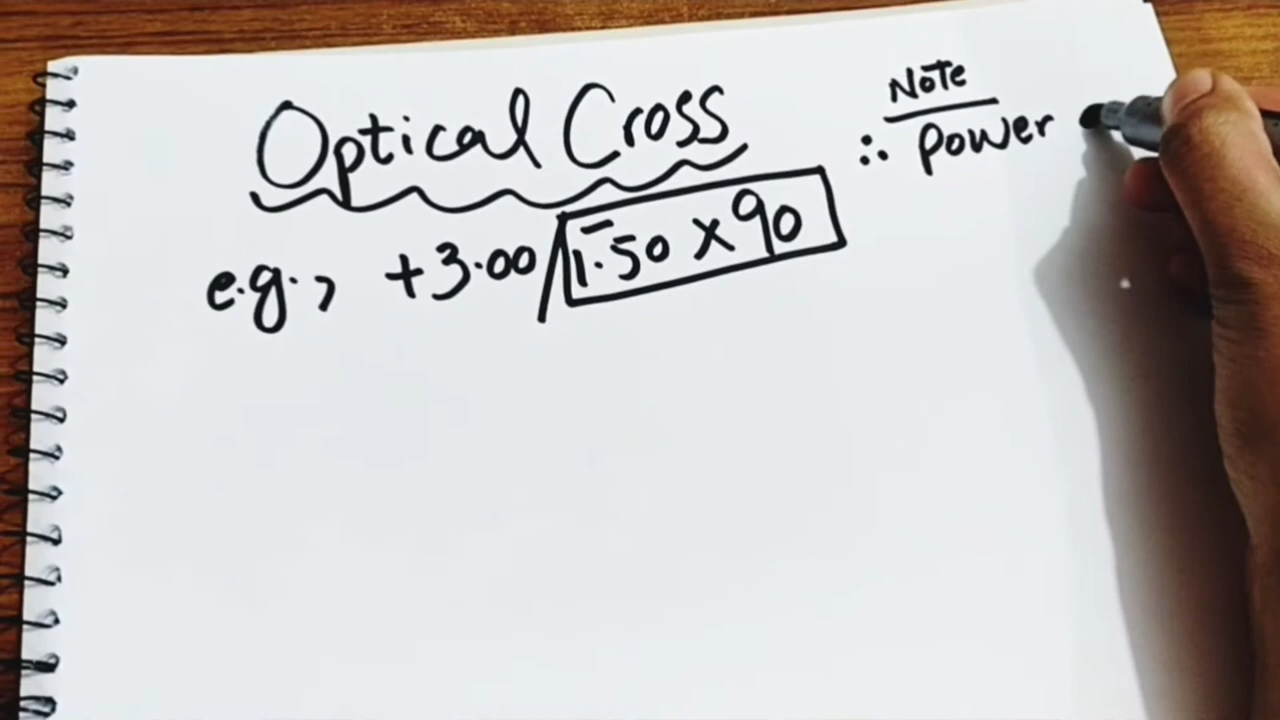 Optical Cross
Note
∴ Power
e.g., +3.00/-1.50 x 90